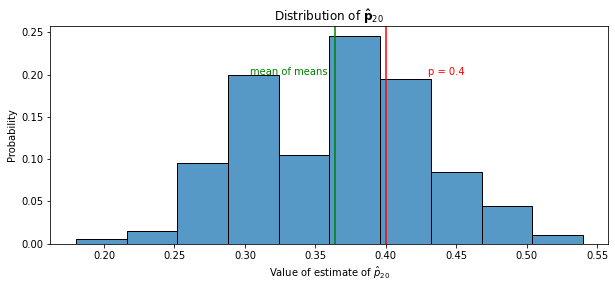 Distribution of p̂₂₀
0.25
0.20
0.15
0.10
0.05
0.00
Probability
mean of means
p = 0.4
0.20 0.25 0.30 0.35 0.40 0.45 0.50 0.55
Value of estimate of p̂₂₀